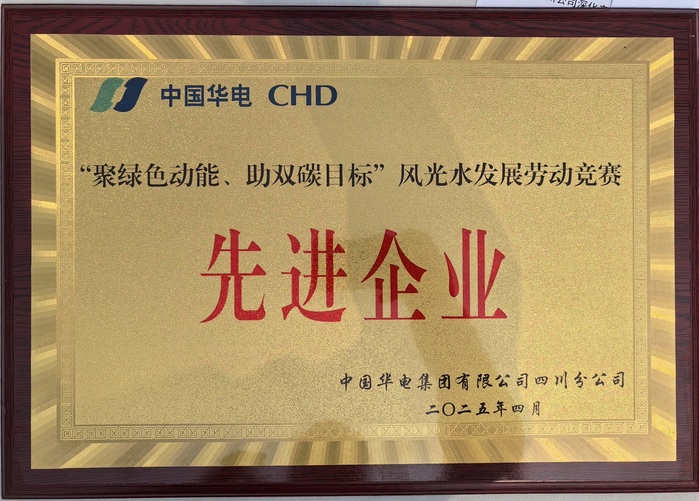 中国华电 CHD
“聚绿色动能、助双碳目标”风光水发展劳动竞赛
先进企业
中国华电集团有限公司四川分公司
二〇二五年四月